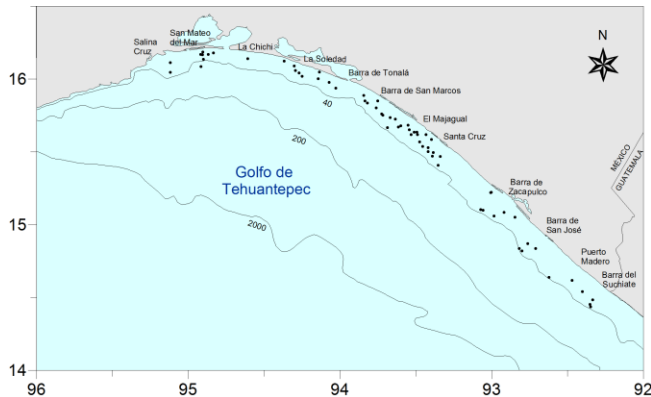 San Mateo
del Mar
Salina
Cruz
La Chichi
La Soledad
N
Barra de Tonalá
Barra de San Marcos
El Majagual
Santa Cruz
MEXICO
GUATEMALA
Barra de
Zacapulco
Barra de
San José
Puerto
Madero
Barra del
Suchiate
40
200
2000
Golfo de
Tehuantepec
16
15
14
96
95
94
93
92